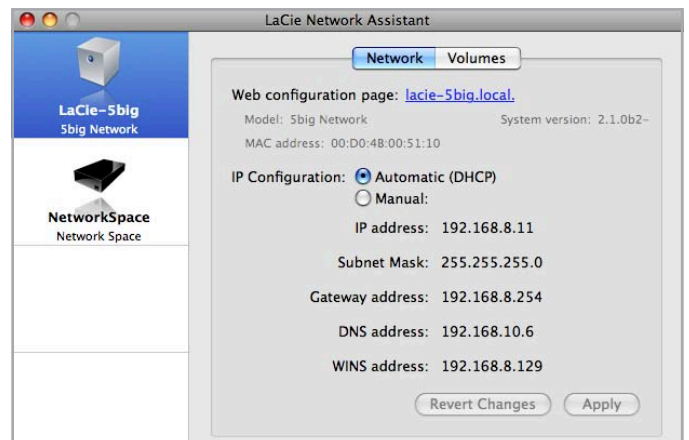 LaCie Network Assistant
LaCie-5big
5big Network
NetworkSpace
Network Space
Network Volumes
Web configuration page: lacie-5big.local.
Model: 5big Network System version: 2.1.0b2-
MAC address: 00:D0:4B:00:51:10
IP Configuration: Automatic (DHCP)
Manual:
IP address: 192.168.8.11
Subnet Mask: 255.255.255.0
Gateway address: 192.168.8.254
DNS address: 192.168.10.6
WINS address: 192.168.8.129
Revert Changes Apply